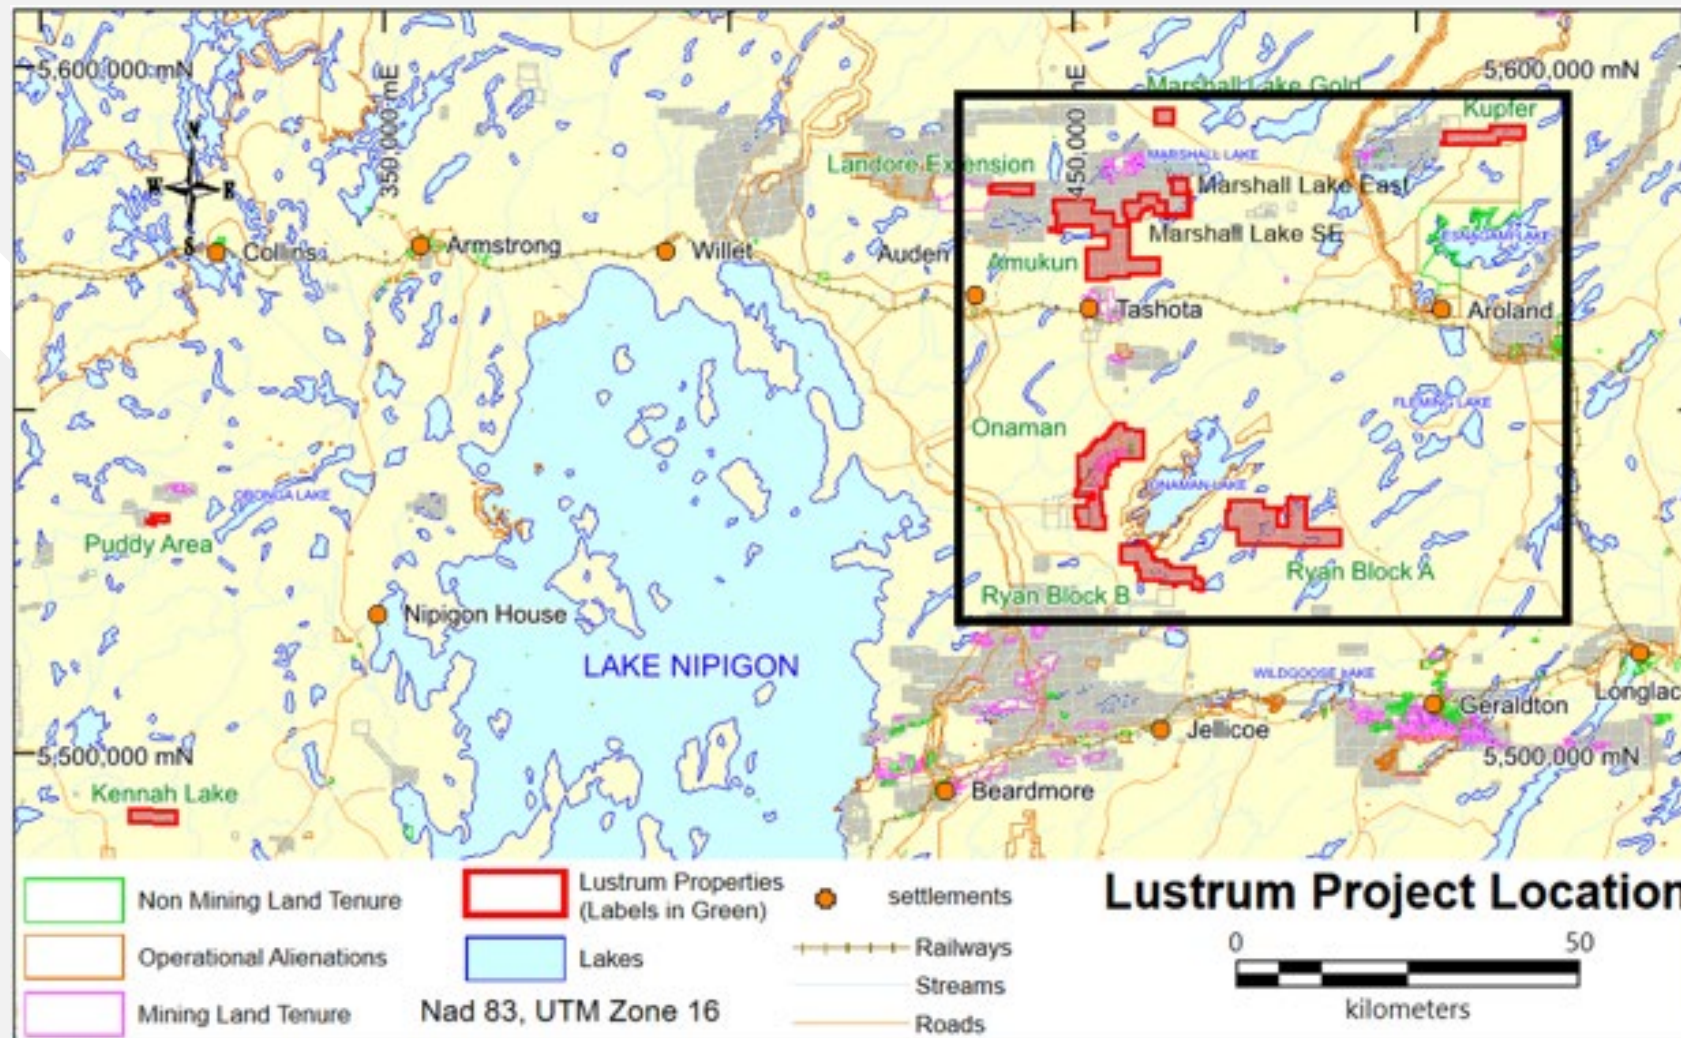 5,600,000 mN
350,000 mE
450,000 mE
5,600,000 mN
Marshall Lake Gold
Kupfer
N
W
E
S
Landore Extension
MARSHALL LAKE
Marshall Lake East
Marshall Lake SE
ESNAGAMI LAKE
Collins
Armstrong
Willet
Auden
Amukun
Tashota
Aroland
FLEMING LAKE
Onaman
ONAMAN LAKE
OBONGA LAKE
Puddy Area
Ryan Block A
Ryan Block B
Nipigon House
LAKE NIPIGON
WILDGOOSE LAKE
Longlac
Geraldton
Jellicoe
5,500,000 mN
5,500,000 mN
Kennah Lake
Beardmore
Non Mining Land Tenure
Operational Alienations
Mining Land Tenure
Lustrum Properties
(Labels in Green)
Lakes
Nad 83, UTM Zone 16
settlements
Railways
Streams
Roads
Lustrum Project Location
0 50
kilometers